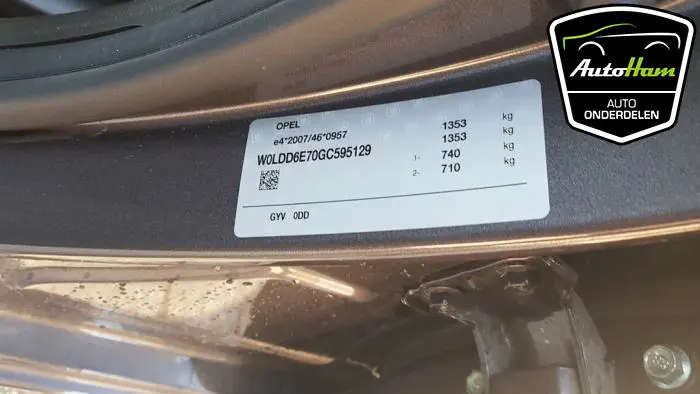 OPEL
e4*2007/46*0957
W0LDD6E70GC595129
1353 kg
1353 kg
1- 740 kg
2- 710 kg
GYV 0DD
AutoHam
AUTO
ONDERDELEN